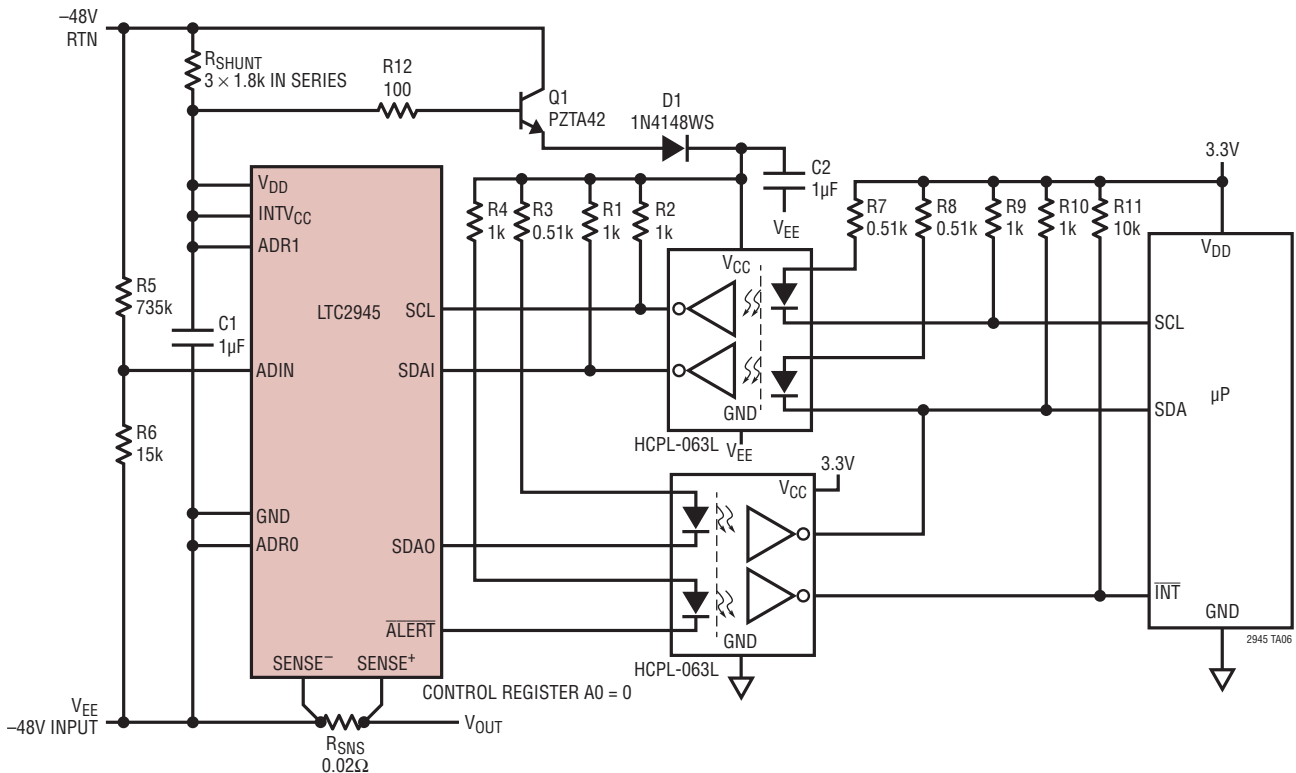 –48V
RTN
RSHUNT
3 × 1.8k IN SERIES
R12
100
Q1
PZTA42
D1
1N4148WS
C2
1µF
VEE
3.3V
R4
1k
R3
0.51k
R1
1k
R2
1k
R7
0.51k
R8
0.51k
R9
1k
R10
1k
R11
10k
VDD
INTVCC
ADR1
R5
735k
C1
1µF
LTC2945
SCL
SDAI
ADIN
R6
15k
GND
ADR0
SDAO
ALERT
SENSE–
SENSE+
VCC
GND
HCPL-063L
VEE
3.3V
VCC
GND
HCPL-063L
VDD
SCL
SDA
µP
INT
GND
2945 TA06
CONTROL REGISTER A0 = 0
VEE
–48V INPUT
RSNS
0.02Ω
VOUT